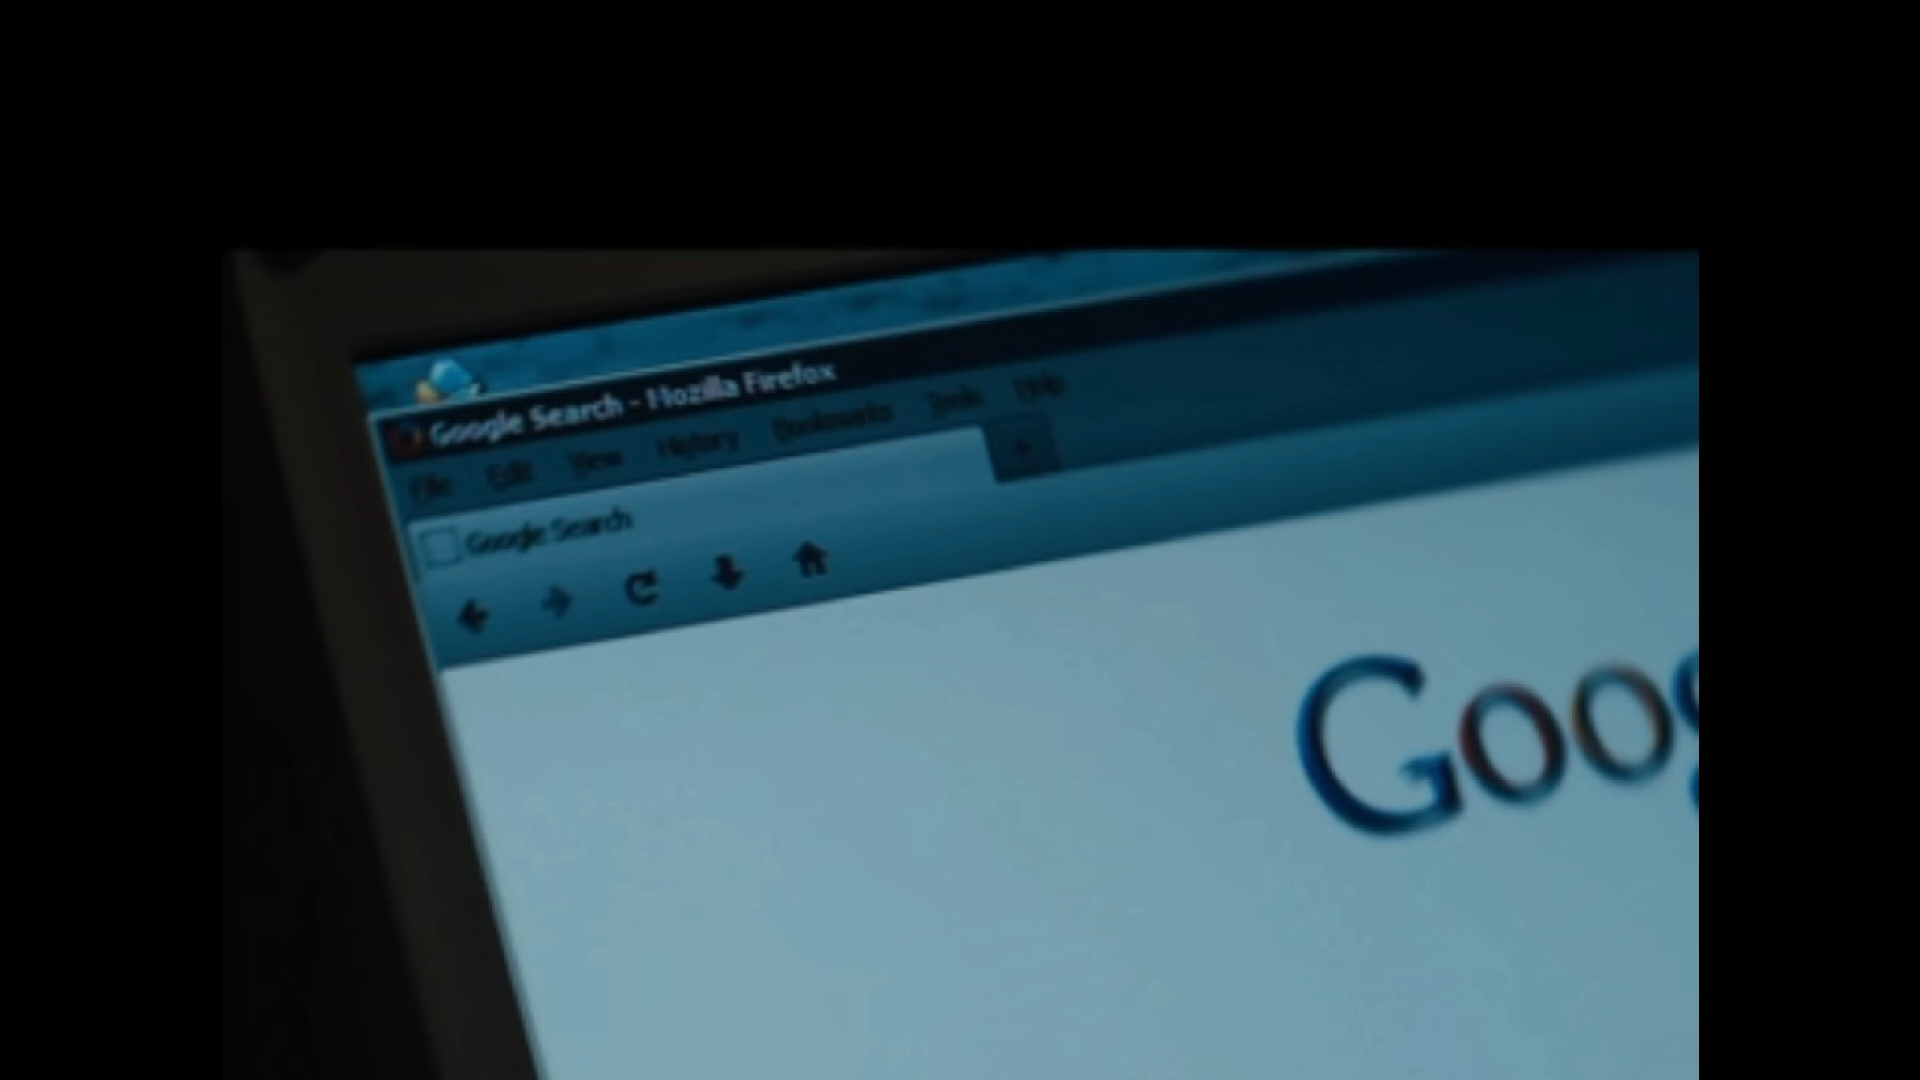 Google Search - Mozilla Firefox
File Edit View History Bookmarks Tools Help
Google Search
Goog